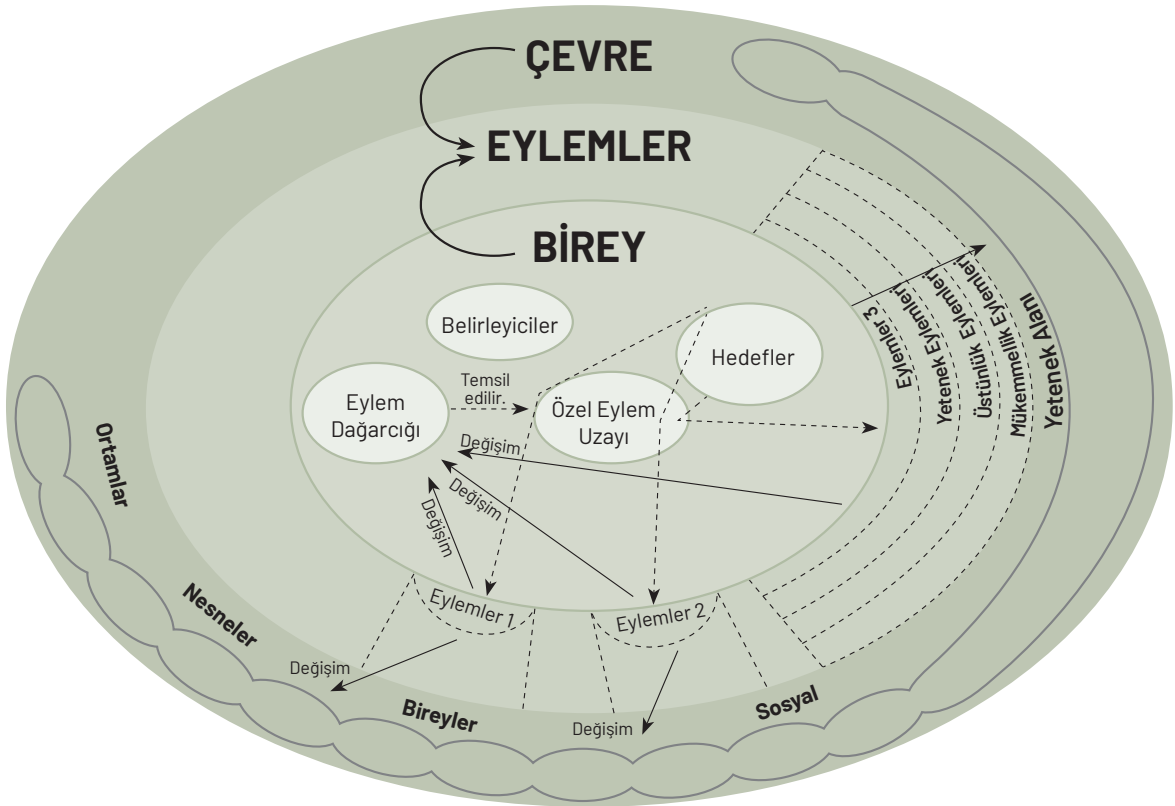 ÇEVRE
EYLEMLER
BİREY
Belirleyiciler
Hedefler
Eylem
Dağarcığı
Temsil
edilir.
Özel Eylem
Uzayı
Değişim
Değişim
Değişim
Eylemler 1
Eylemler 2
Eylemler 3
Yetenek Eylemleri
Üstünlük Eylemleri
Mükemmellik Eylemleri
Yetenek Alanı
Ortamlar
Nesneler
Değişim
Bireyler
Değişim
Sosyal